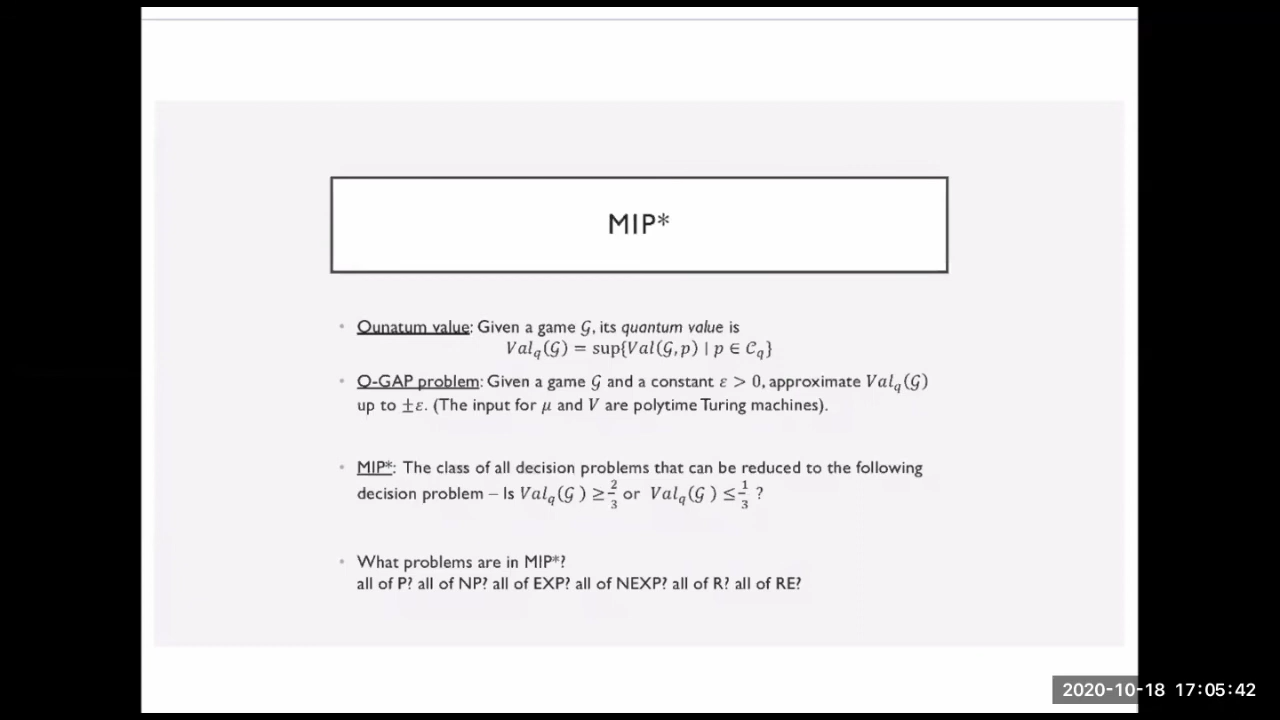 MIP*
• Qunatum value: Given a game 𝒢, its quantum value is
Val_q(𝒢) = sup{Val(𝒢, p) | p ∈ 𝒞_q}
• Q-GAP problem: Given a game 𝒢 and a constant ε > 0, approximate Val_q(𝒢)
up to ±ε. (The input for μ and V are polytime Turing machines).
• MIP*: The class of all decision problems that can be reduced to the following
decision problem – Is Val_q(𝒢) ≥ 2/3 or Val_q(𝒢) ≤ 1/3 ?
• What problems are in MIP*?
all of P? all of NP? all of EXP? all of NEXP? all of R? all of RE?
2020-10-18 17:05:42